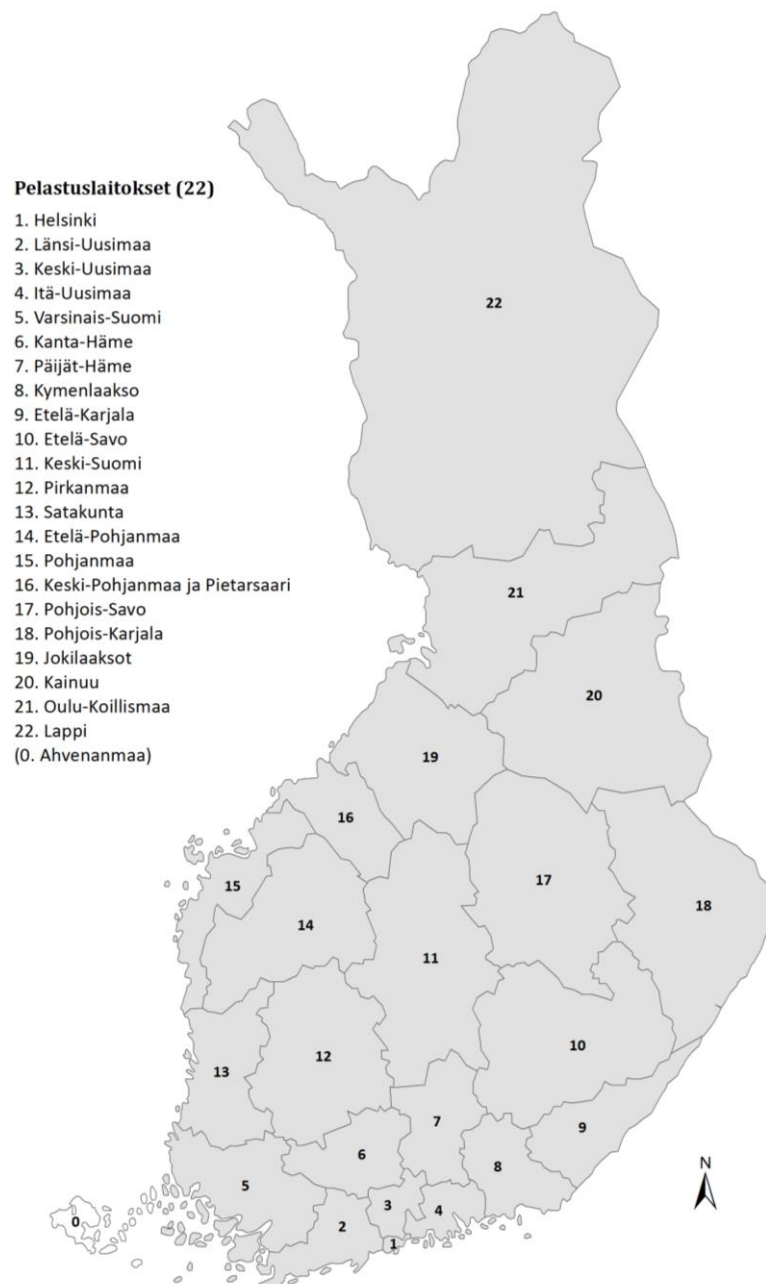 Pelastuslaitokset (22)
1. Helsinki
2. Länsi-Uusimaa
3. Keski-Uusimaa
4. Itä-Uusimaa
5. Varsinais-Suomi
6. Kanta-Häme
7. Päijät-Häme
8. Kymenlaakso
9. Etelä-Karjala
10. Etelä-Savo
11. Keski-Suomi
12. Pirkanmaa
13. Satakunta
14. Etelä-Pohjanmaa
15. Pohjanmaa
16. Keski-Pohjanmaa ja Pietarsaari
17. Pohjois-Savo
18. Pohjois-Karjala
19. Jokilaaksot
20. Kainuu
21. Oulu-Koillismaa
22. Lappi
(0. Ahvenanmaa)
22
21
20
19
16
15
17
18
14
11
12
10
13
7
9
6
8
5
3
4
0
2
1
N